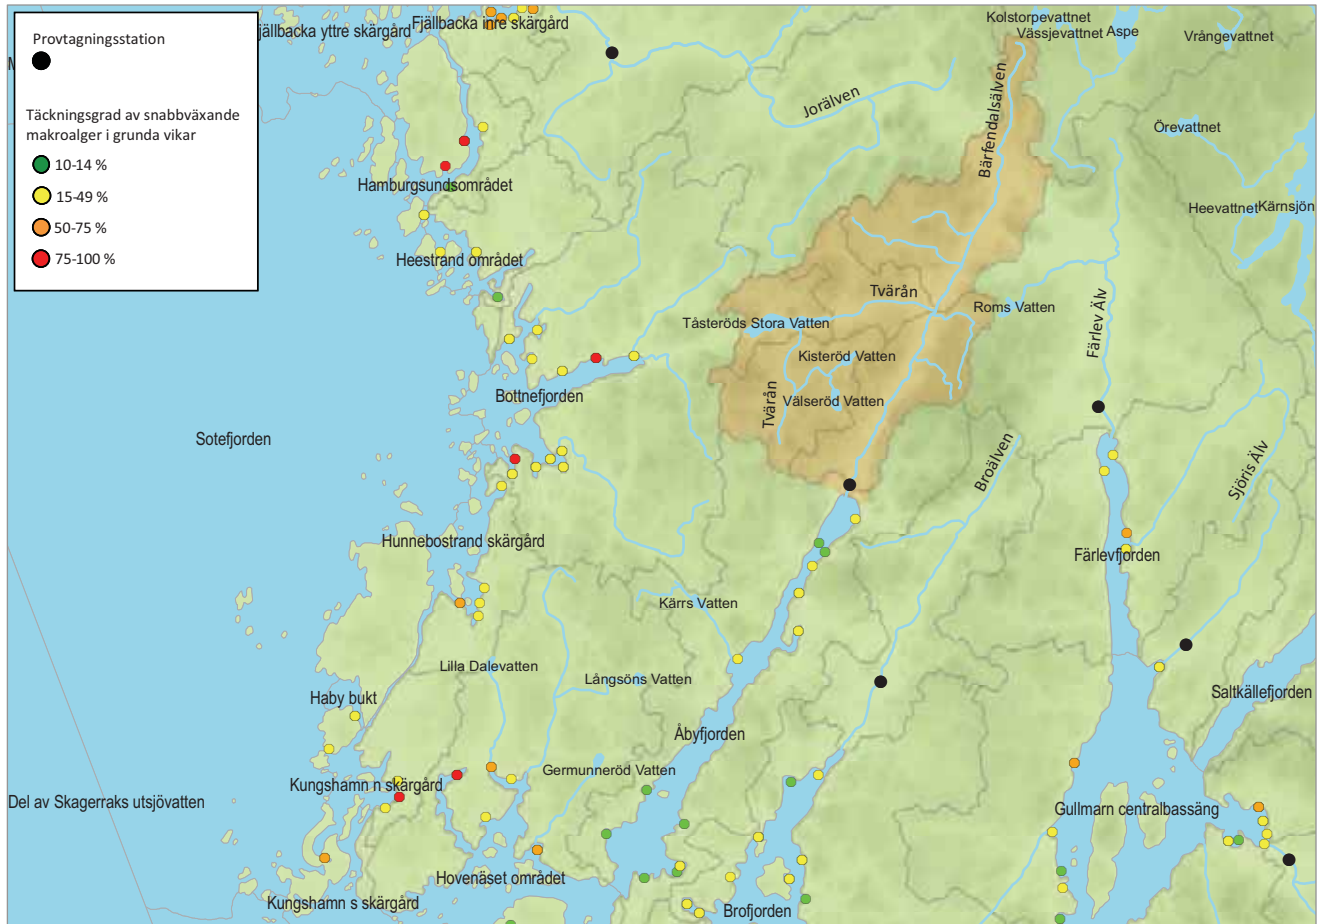 Provtagningsstation
Täckningsgrad av snabbväxande
makroalger i grunda vikar
10-14 %
15-49 %
50-75 %
75-100 %
jällbacka yttre skärgård
Fjällbacka inre skärgård
Kolstorpevattnet
Vässjevattnet
Aspe
Vrångevattnet
Jorälven
Bärfendalsälven
Örevattnet
Hamburgsundsområdet
Heevattnet
Kärnsjön
Heestrand området
Tvärån
Roms Vatten
Färlev Älv
Tåsteröds Stora Vatten
Kisteröd Vatten
Tvärån
Välseröd Vatten
Bottnefjorden
Sotefjorden
Broälven
Sjöris Älv
Hunnebostrand skärgård
Färlevfjorden
Kärrs Vatten
Lilla Dalevatten
Långsöns Vatten
Saltkällefjorden
Haby bukt
Åbyfjorden
Germunneröd Vatten
Kungshamn n skärgård
Del av Skagerraks utsjövatten
Gullmarn centralbassäng
Hovenäset området
Kungshamn s skärgård
Brofjorden